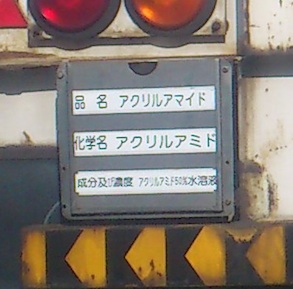 品名 アクリルアマイド
化学名 アクリルアミド
成分及び濃度 アクリルアミド50%水溶液